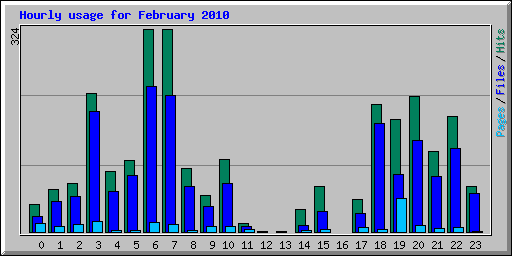 Hourly usage for February 2010
324
Pages / Files / Hits
0 1 2 3 4 5 6 7 8 9 10 11 12 13 14 15 16 17 18 19 20 21 22 23